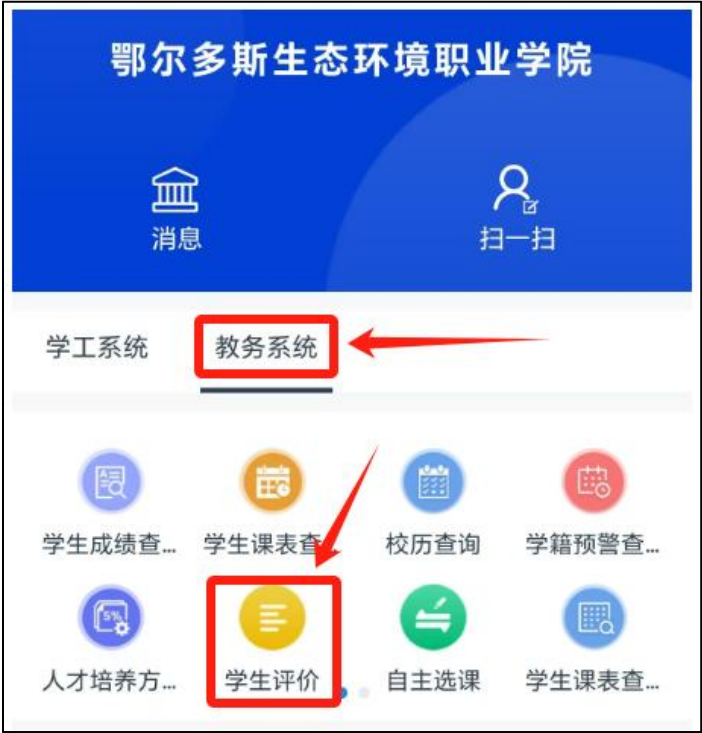 鄂尔多斯生态环境职业学院
消息 扫一扫
学工系统 教务系统
学生成绩查... 学生课表查... 校历查询 学籍预警查...
5%
人才培养方... 学生评价 自主选课 学生课表查...